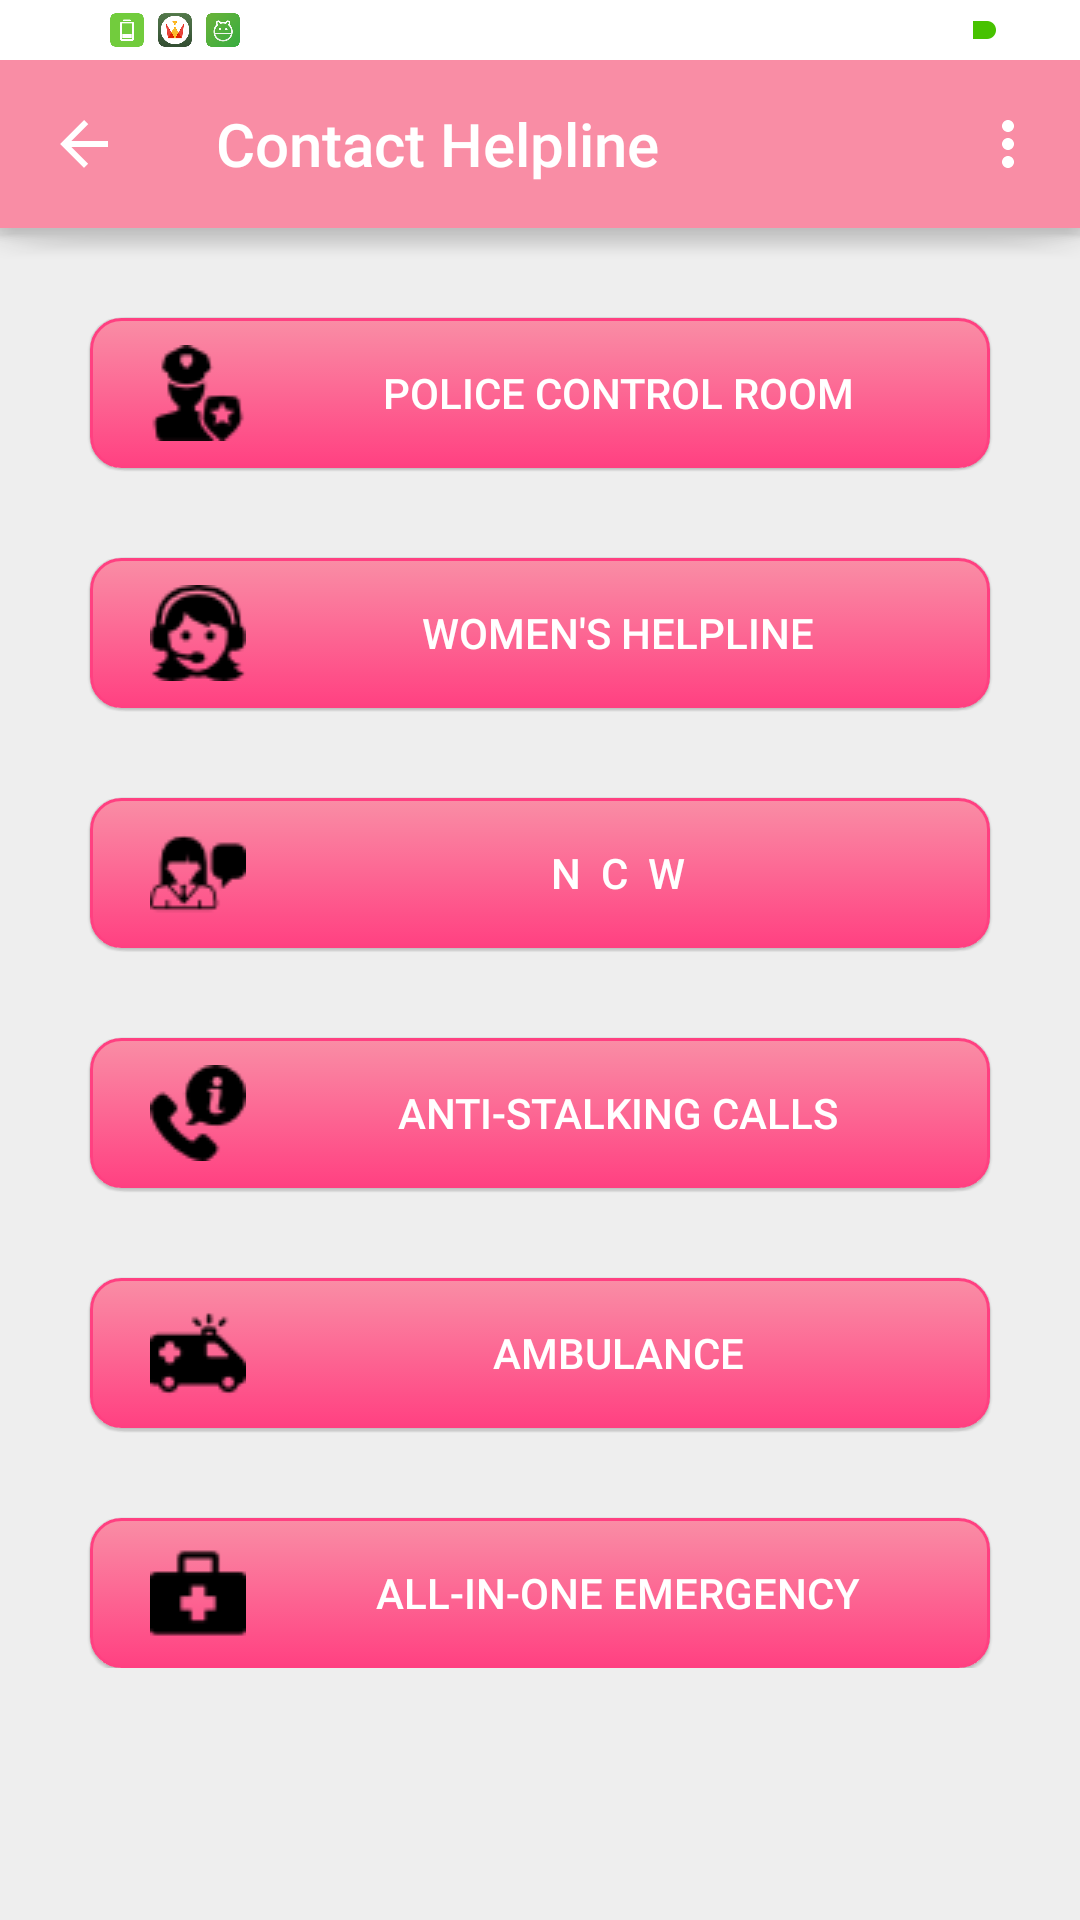 Contact Helpline
POLICE CONTROL ROOM
WOMEN'S HELPLINE
N C W
ANTI-STALKING CALLS
AMBULANCE
ALL-IN-ONE EMERGENCY